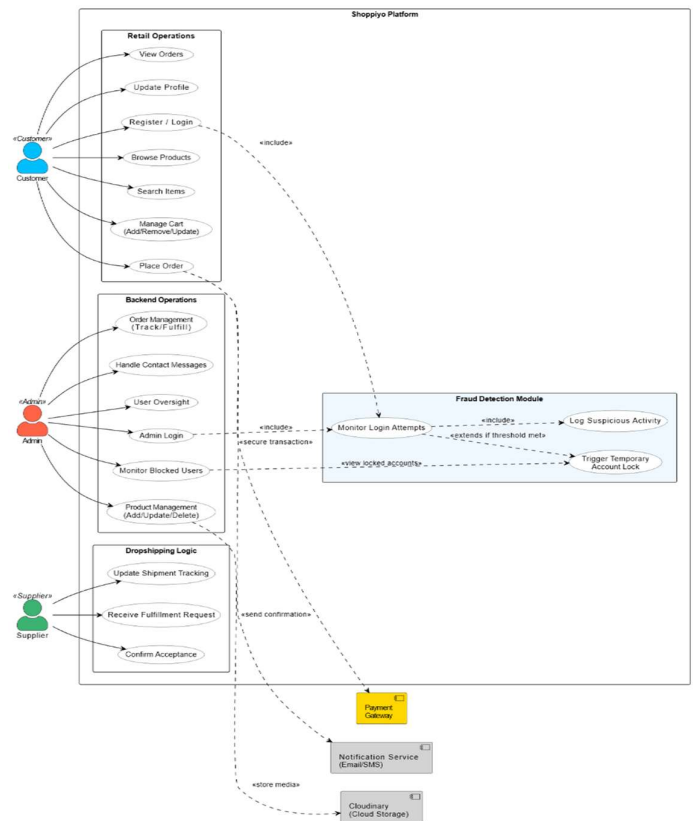 Shoppiyo Platform
Retail Operations
View Orders
Update Profile
Register / Login
Browse Products
Search Items
Manage Cart
(Add/Remove/Update)
Place Order
«Customer»
Customer
«include»
Backend Operations
Order Management
(Track/Fulfill)
Handle Contact Messages
User Oversight
Admin Login
Monitor Blocked Users
Product Management
(Add/Update/Delete)
«Admin»
Admin
«include»
«secure transaction»
Fraud Detection Module
Monitor Login Attempts
«include»
Log Suspicious Activity
«extends if threshold met»
«view locked accounts»
Trigger Temporary
Account Lock
Dropshipping Logic
Update Shipment Tracking
Receive Fulfillment Request
Confirm Acceptance
«Supplier»
Supplier
«send confirmation»
Payment
Gateway
Notification Service
(Email/SMS)
«store media»
Cloudinary
(Cloud Storage)